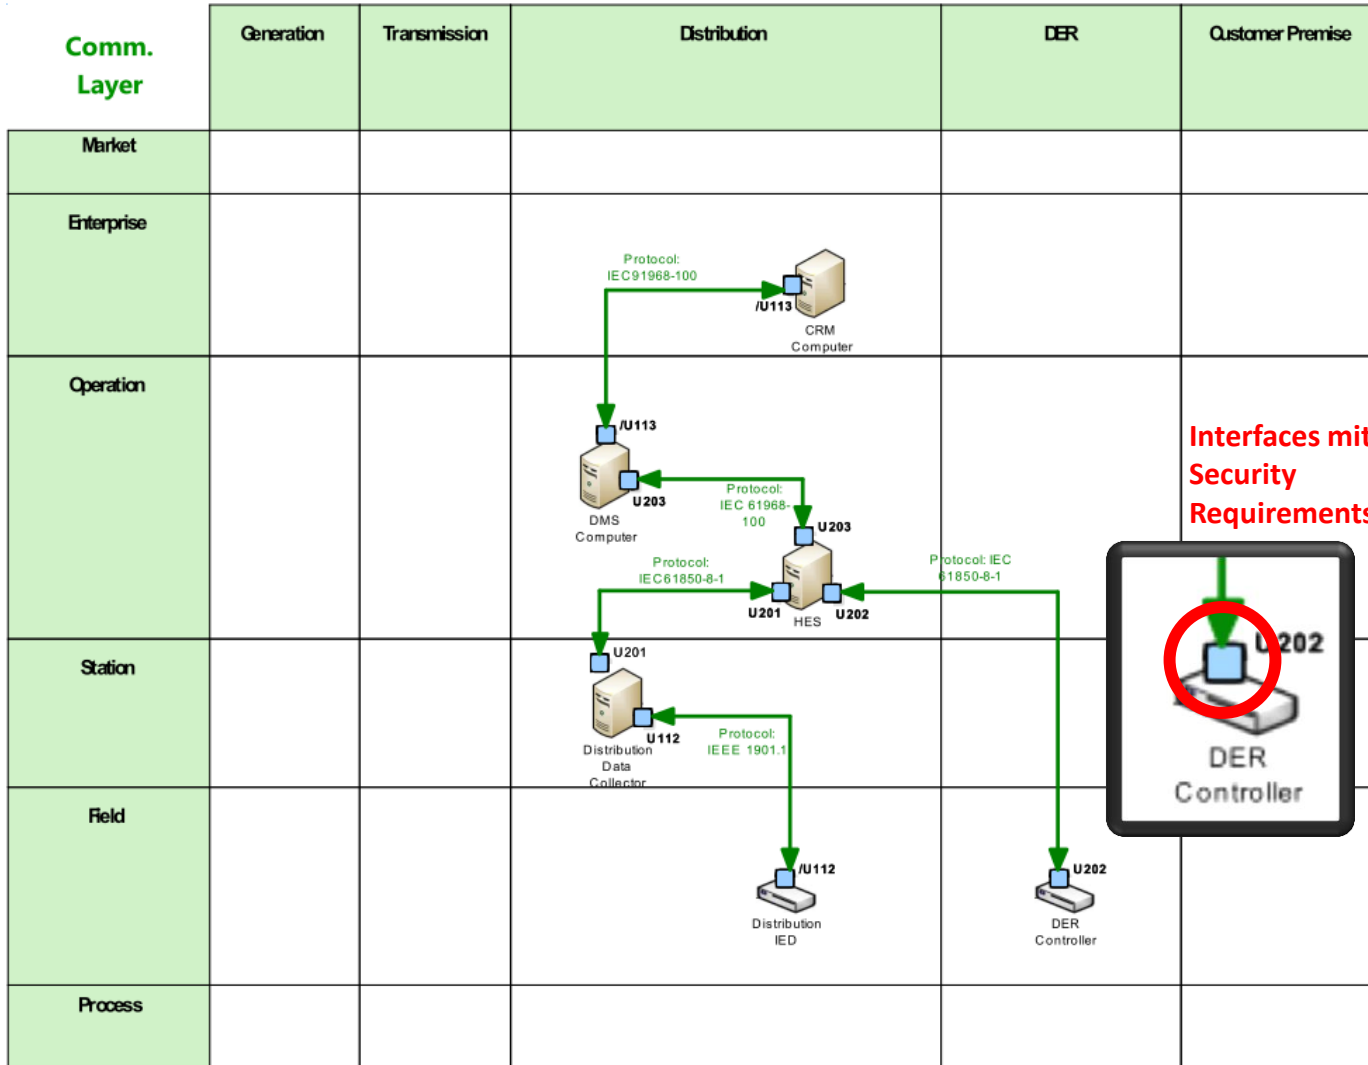 Comm.
Layer
Generation
Transmission
Distribution
DER
Customer Premise
Market
Enterprise
Protocol:
IEC91968-100
/U113
CRM
Computer
Operation
/U113
U203
DMS
Computer
Protocol:
IEC 61968-
100
U203
Protocol:
IEC61850-8-1
U201
HES
U202
Protocol: IEC
61850-8-1
Interfaces mit
Security
Requirements
U202
DER
Controller
Station
U201
U112
Distribution
Data
Collector
Protocol:
IEEE 1901.1
Field
/U112
Distribution
IED
U202
DER
Controller
Process